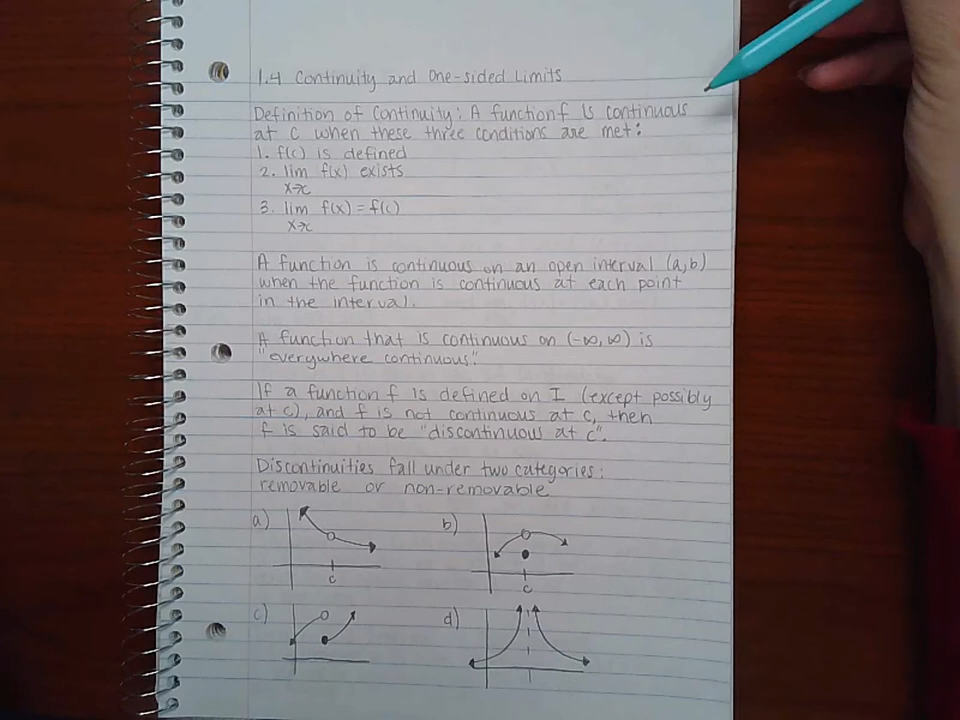 1.4 Continuity and One-sided Limits
Definition of Continuity: A function f is continuous
at c when these three conditions are met:
1. f(c) is defined
2. lim f(x) exists
x→c
3. lim f(x) = f(c)
x→c
A function is continuous on an open interval (a,b)
when the function is continuous at each point
in the interval.
A function that is continuous on (-∞, ∞) is
"everywhere continuous".
If a function f is defined on I (except possibly
at c), and f is not continuous at c, then
f is said to be "discontinuous at c".
Discontinuities fall under two categories:
removable or non-removable
a) b)
c c
c) d)